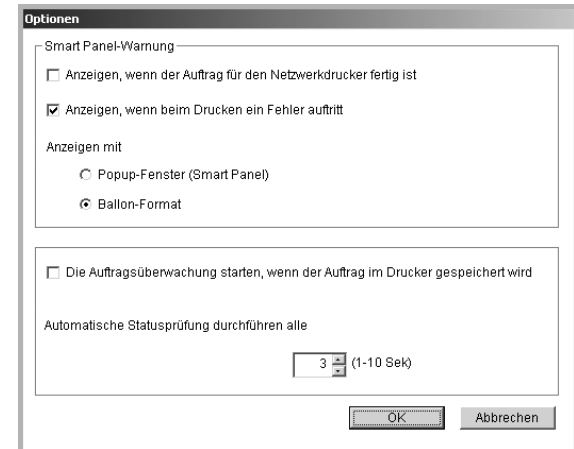 Optionen
Smart Panel-Warnung
Anzeigen, wenn der Auftrag für den Netzwerkdrucker fertig ist
Anzeigen, wenn beim Drucken ein Fehler auftritt
Anzeigen mit
Popup-Fenster (Smart Panel)
Ballon-Format
Die Auftragsüberwachung starten, wenn der Auftrag im Drucker gespeichert wird
Automatische Statusprüfung durchführen alle
3 (1-10 Sek)
OK Abbrechen